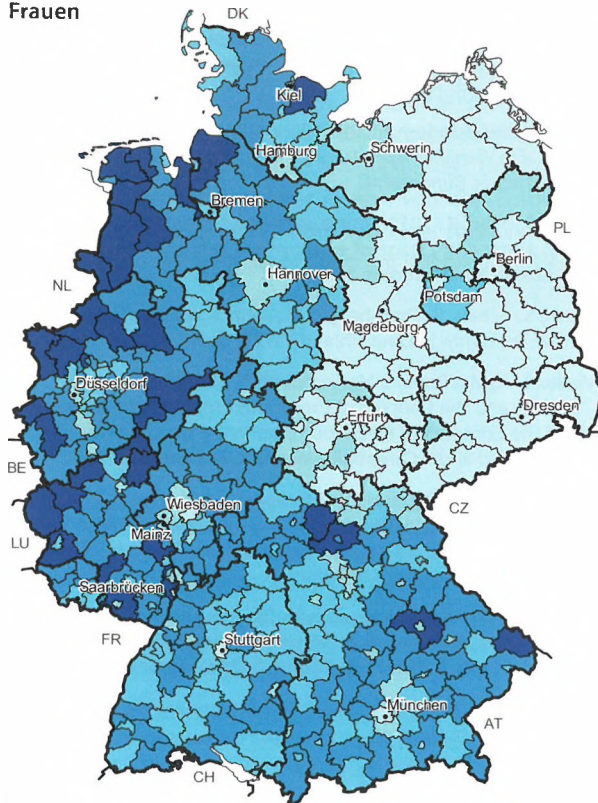 Frauen
DK
Kiel
Hamburg
Schwerin
Bremen
PL
Berlin
NL
Hannover
Potsdam
Magdeburg
Düsseldorf
Erfurt
Dresden
BE
Wiesbaden
CZ
LU
Mainz
Saarbrücken
FR
Stuttgart
München
AT
CH